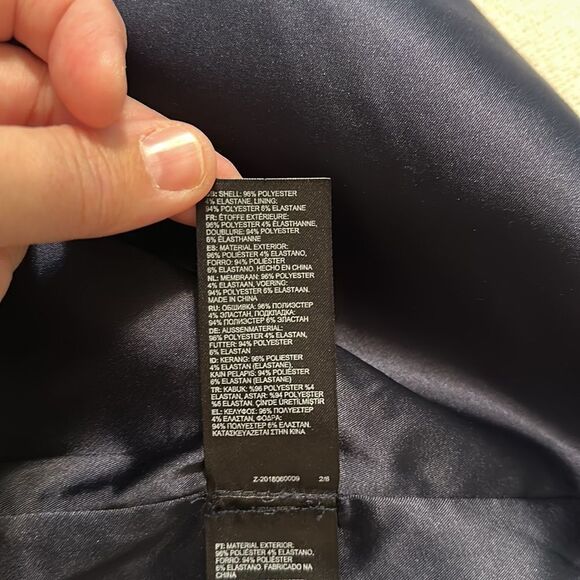 SHELL: 96% POLYESTER
4% ELASTANE, LINING:
94% POLYESTER 6% ELASTANE
FR: ÉTOFFE EXTÉRIEURE:
96% POLYESTER 4% ÉLASTHANNE,
DOUBLURE: 94% POLYESTER
6% ÉLASTHANNE
ES: MATERIAL EXTERIOR:
96% POLIÉSTER 4% ELASTANO,
FORRO: 94% POLIÉSTER
6% ELASTANO. HECHO EN CHINA
NL: MEMBRAAN: 96% POLYESTER
4% ELASTAAN, VOERING:
94% POLYESTER 6% ELASTAAN.
MADE IN CHINA
RU: ОБШИВКА: 96% ПОЛИЭСТЕР
4% ЭЛАСТАН, ПОДКЛАДКА:
94% ПОЛИЭСТЕР 6% ЭЛАСТАН
DE: AUSSENMATERIAL:
96% POLYESTER 4% ELASTAN,
FUTTER: 94% POLYESTER
6% ELASTAN
ID: KERANG: 96% POLIESTER
4% ELASTAN (ELASTANE),
KAIN PELAPIS: 94% POLIESTER
6% ELASTAN (ELASTANE)
TR: KABUK: %96 POLYESTER %4
ELASTAN, ASTAR: %94 POLYESTER
%6 ELASTAN. ÇİN'DE ÜRETİLMİŞTİR
EL: ΚΕΛΥΦΟΣ: 96% ΠΟΛΥΕΣΤΕΡ
4% ΕΛΑΣΤΑΝ, ΦΟΔΡΑ:
94% ΠΟΛΥΕΣΤΕΡ 6% ΕΛΑΣΤΑΝ.
ΚΑΤΑΣΚΕΥΑΖΕΤΑΙ ΣΤΗΝ ΚΙΝΑ
Z-2018060009 2/8
PT: MATERIAL EXTERIOR:
96% POLIÉSTER 4% ELASTANO,
FORRO: 94% POLIÉSTER
6% ELASTANO. FABRICADO NA
CHINA